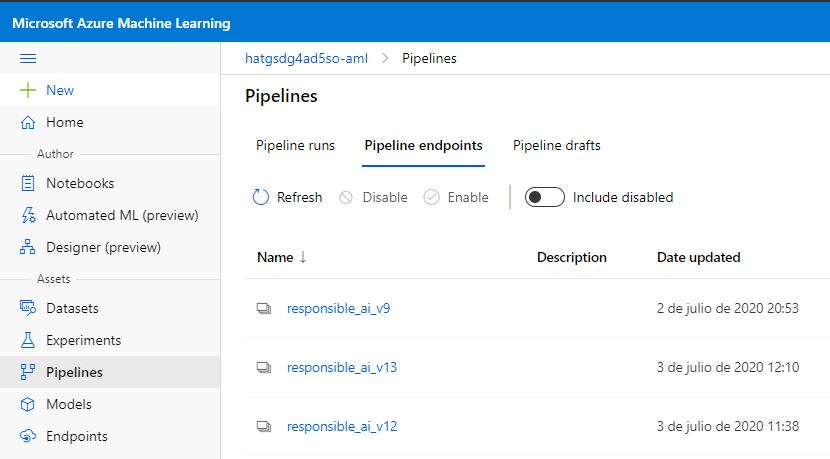 Microsoft Azure Machine Learning
hatgsdg4ad5so-aml > Pipelines
New
Home
Author
Notebooks
Automated ML (preview)
Designer (preview)
Assets
Datasets
Experiments
Pipelines
Models
Endpoints
Pipelines
Pipeline runs Pipeline endpoints Pipeline drafts
Refresh Disable Enable Include disabled
Name ↓ Description Date updated
responsible_ai_v9 2 de julio de 2020 20:53
responsible_ai_v13 3 de julio de 2020 12:10
responsible_ai_v12 3 de julio de 2020 11:38